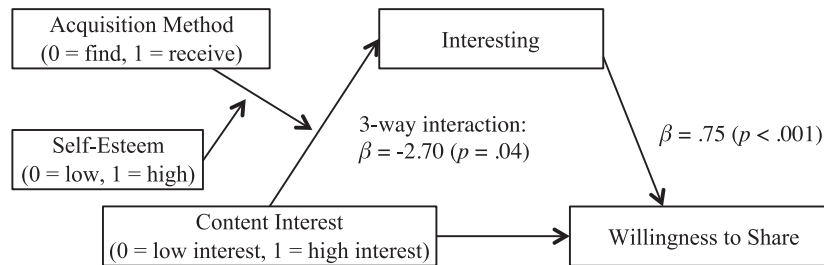 Acquisition Method
(0 = find, 1 = receive)
Interesting
Self-Esteem
(0 = low, 1 = high)
3-way interaction:
β = -2.70 (p = .04)
β = .75 (p < .001)
Content Interest
(0 = low interest, 1 = high interest)
Willingness to Share